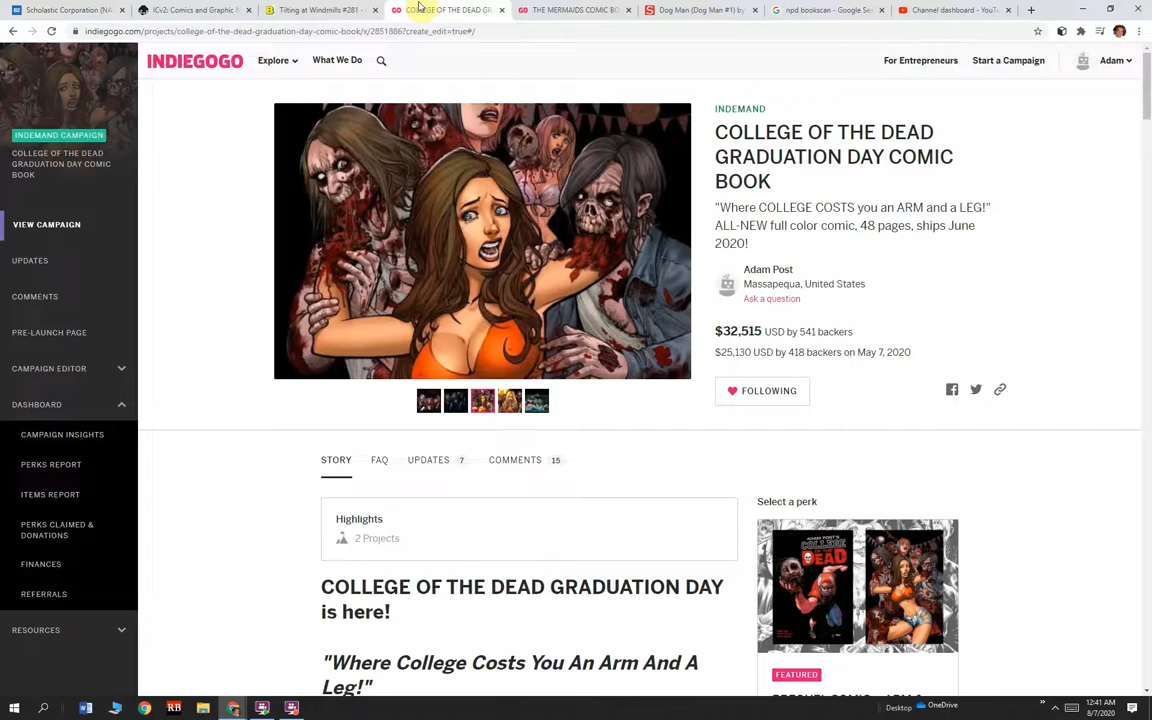 Scholastic Corporation (NA
ICv2: Comics and Graphic N
Tilting at Windmills #281 -
COLLEGE OF THE DEAD GR
THE MERMAIDS COMIC BO
Dog Man (Dog Man #1) by
npd bookscan - Google Sea
Channel dashboard - YouTu
indiegogo.com/projects/college-of-the-dead-graduation-day-comic-book/x/2851886?create_edit=true#/
INDIEGOGO
Explore
What We Do
For Entrepreneurs
Start a Campaign
Adam
INDEMAND CAMPAIGN
COLLEGE OF THE DEAD
GRADUATION DAY COMIC
BOOK
VIEW CAMPAIGN
UPDATES
COMMENTS
PRE-LAUNCH PAGE
CAMPAIGN EDITOR
DASHBOARD
CAMPAIGN INSIGHTS
PERKS REPORT
ITEMS REPORT
PERKS CLAIMED &
DONATIONS
FINANCES
REFERRALS
RESOURCES
INDEMAND
COLLEGE OF THE DEAD
GRADUATION DAY COMIC
BOOK
"Where COLLEGE COSTS you an ARM and a LEG!"
ALL-NEW full color comic, 48 pages, ships June
2020!
Adam Post
Massapequa, United States
Ask a question
$32,515 USD by 541 backers
$25,130 USD by 418 backers on May 7, 2020
FOLLOWING
STORY
FAQ
UPDATES 7
COMMENTS 15
Highlights
2 Projects
COLLEGE OF THE DEAD GRADUATION DAY
is here!
"Where College Costs You An Arm And A
Leg!"
Select a perk
ADAM POST'S
COLLEGE
OF THE
DEAD
FEATURED
RB
Desktop
OneDrive
12:41 AM
8/7/2020